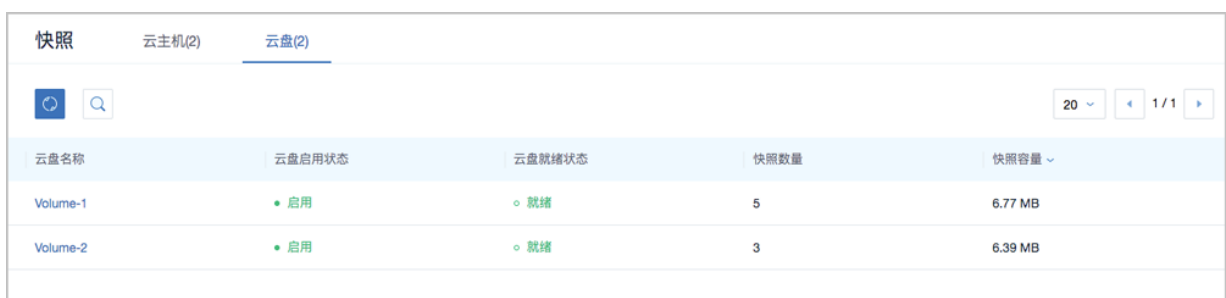 快照 云主机(2) 云盘(2)
20 1 / 1
云盘名称 云盘启用状态 云盘就绪状态 快照数量 快照容量
Volume-1 启用 就绪 5 6.77 MB
Volume-2 启用 就绪 3 6.39 MB